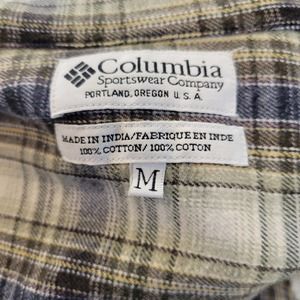 Columbia
Sportswear Company
PORTLAND, OREGON U.S.A.
MADE IN INDIA/FABRIQUE EN INDE
100% COTTON/100% COTON
M